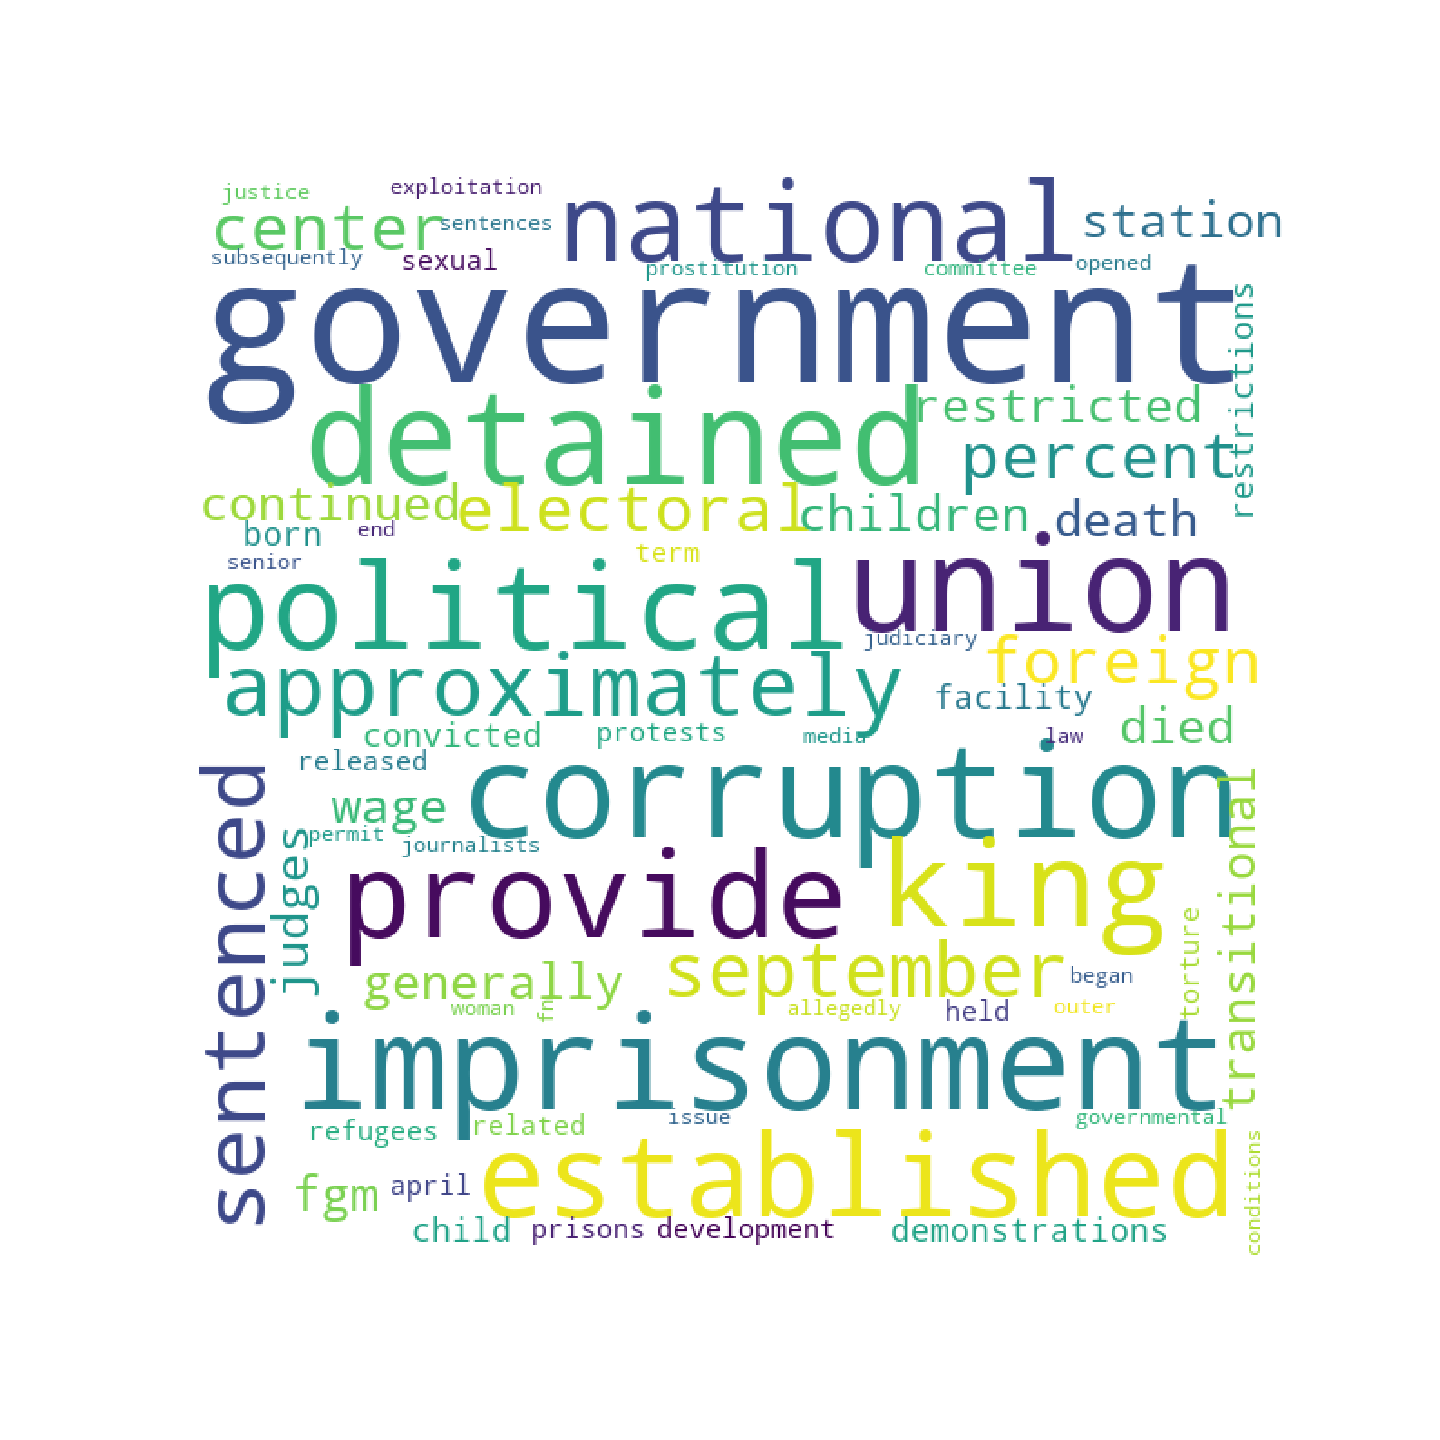 justice exploitation national station
center sentences
subsequently sexual prostitution committee opened
government restrictions
detained restricted
percent
continued electoral children death
born end term
senior
political union
judiciary
approximately foreign
facility
convicted protests media law died
released corruption
sentenced wage transitional
judges permit journalists
provide king
generally september began torture
woman fnl allegedly held outer
imprisonment
refugees related issue governmental
established conditions
fgm april
child prisons development demonstrations